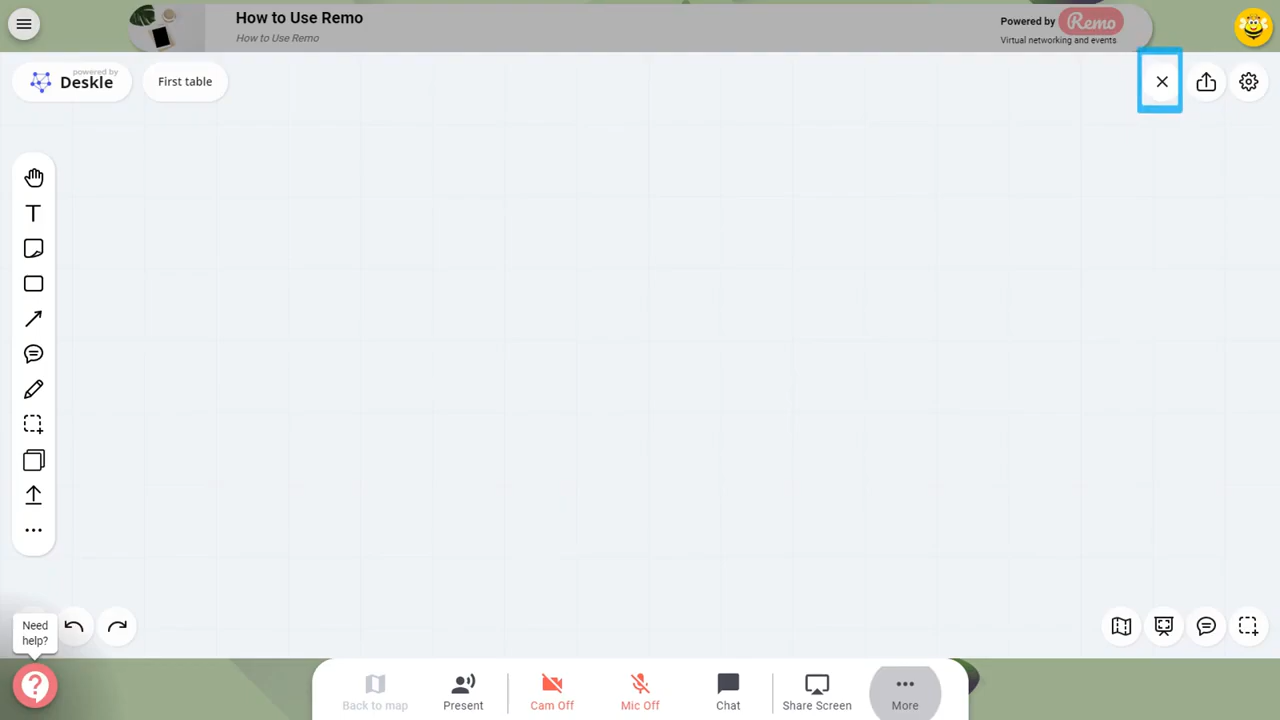 How to Use Remo
How to Use Remo
Powered by Remo
Virtual networking and events
powered by
Deskle
First table
T
Need
help?
Back to map
Present
Cam Off
Mic Off
Chat
Share Screen
More